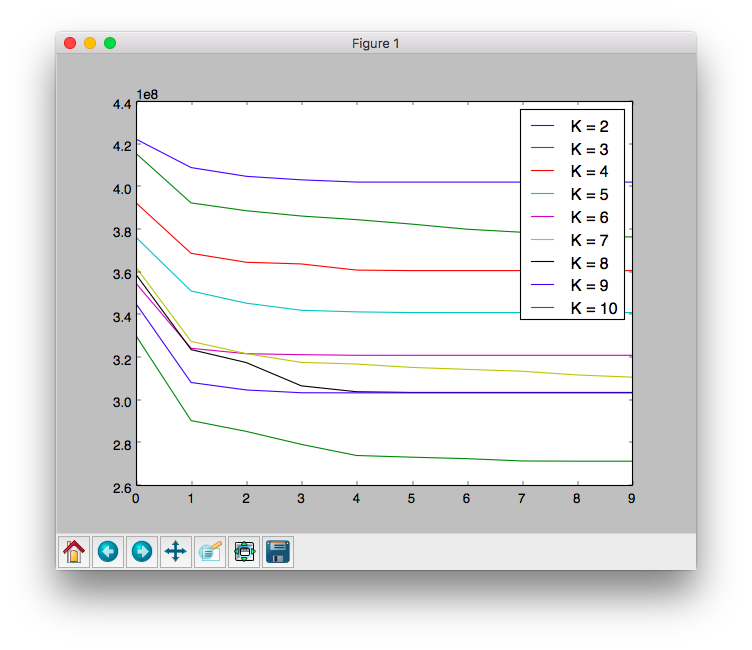 Figure 1
1e8
4.4
4.2
4.0
3.8
3.6
3.4
3.2
3.0
2.8
2.6
0 1 2 3 4 5 6 7 8 9
K = 2
K = 3
K = 4
K = 5
K = 6
K = 7
K = 8
K = 9
K = 10